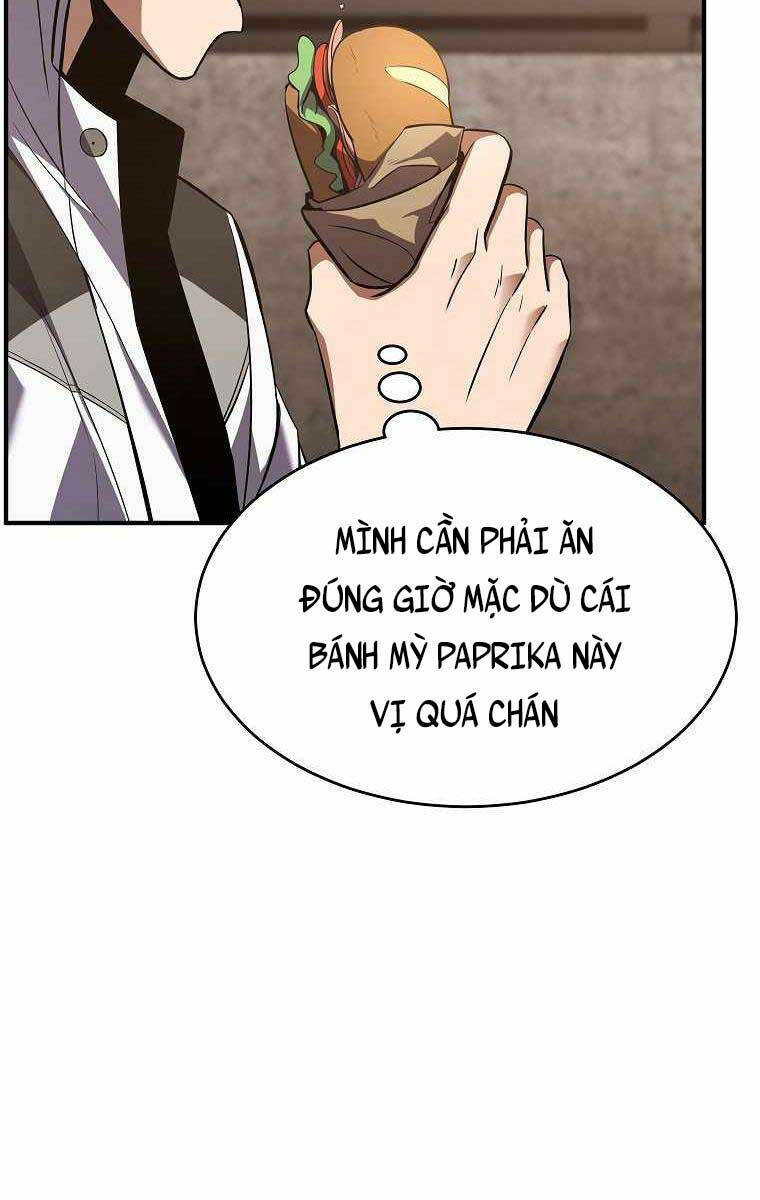 MÌNH CẦN PHẢI ĂN
ĐÚNG GIỜ MẶC DÙ CÁI
BÁNH MỲ PAPRIKA NÀY
VỊ QUÁ CHÁN